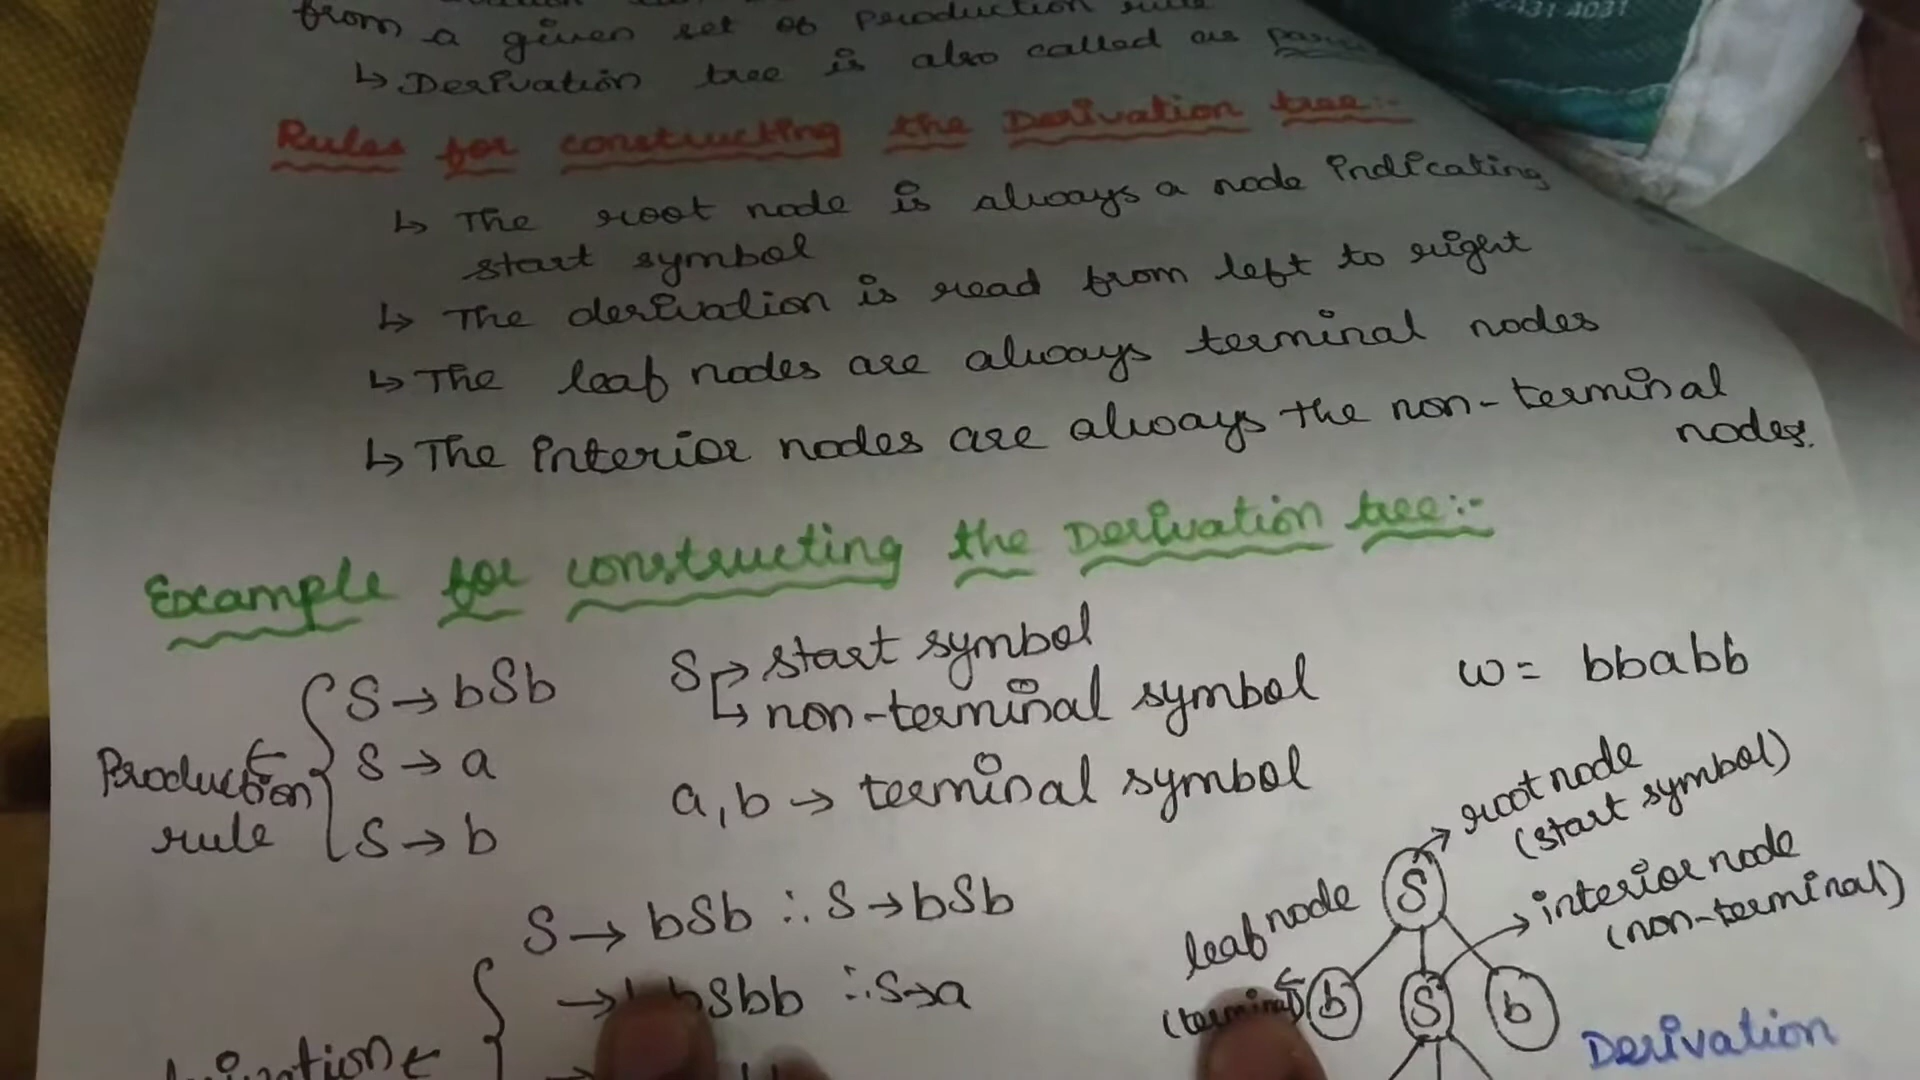 from a given set of Production rule
↳ Derivation tree is also called as
Rules for constructing the Derivation tree:-
↳ The root node is always a node indicating
start symbol
↳ The derivation is read from left to right
↳ The leaf nodes are always terminal nodes
↳ The interior nodes are always the non-terminal
nodes.
Example for constructing the Derivation tree:-
S → bSb
S → a
S → b
Production
rule
S → start symbol
↳ non-terminal symbol
a, b → terminal symbol
w = bbabb
S → bSb ∴ S → bSb
→ bSbb ∴ S→a
root node
(start symbol)
S
interior node
(non-terminal)
leaf node
(terminal)
b S b
Derivation